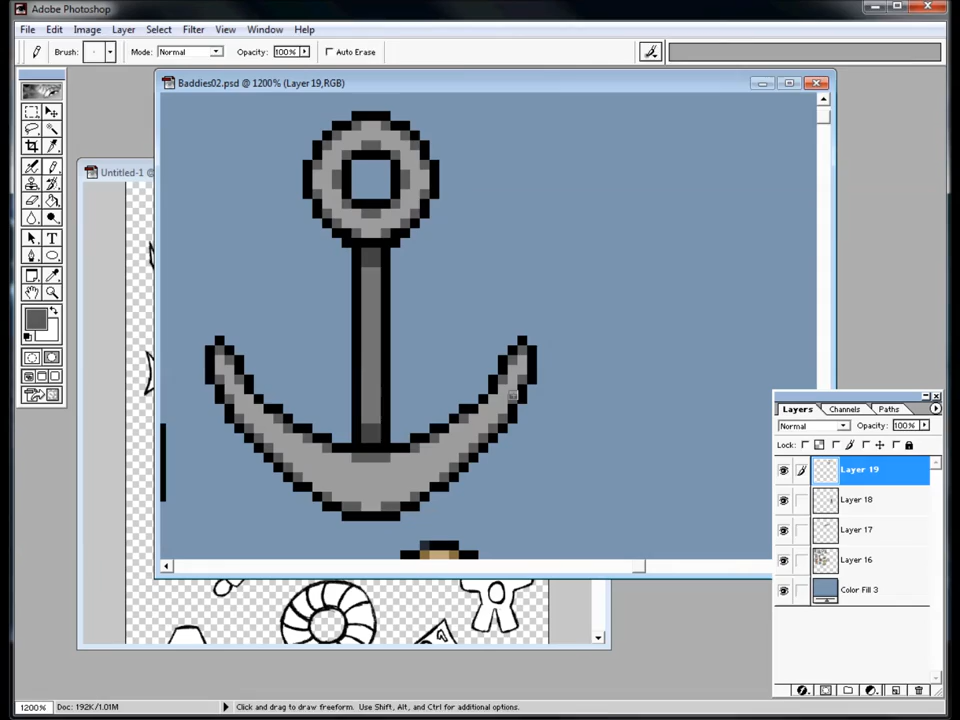 Adobe Photoshop
File Edit Image Layer Select Filter View Window Help
Brush: Mode: Normal Opacity: 100% Auto Erase
Baddies02.psd @ 1200% (Layer 19,RGB)
Untitled-1 @
T
Layers Channels Paths
Normal Opacity: 100%
Lock:
Layer 19
Layer 18
Layer 17
Layer 16
Color Fill 3
1200% Doc: 192K/1.01M Click and drag to draw freeform. Use Shift, Alt, and Ctrl for additional options.